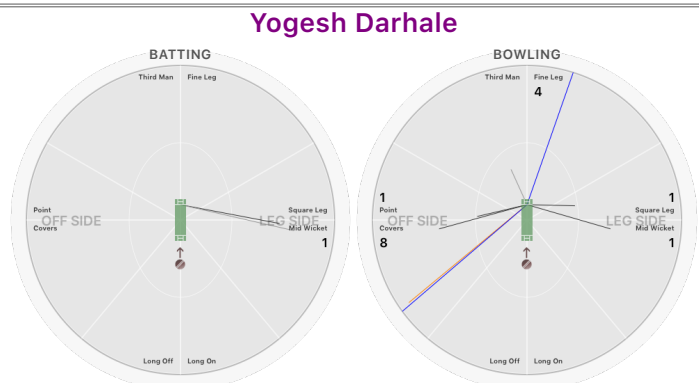 Yogesh Darhale
BATTING
Third Man Fine Leg
Point
OFF SIDE
Covers
Square Leg
LEG SIDE
Mid Wicket
1
Long Off Long On
BOWLING
Third Man Fine Leg
4
1
Point
OFF SIDE
Covers
8
1
Square Leg
LEG SIDE
Mid Wicket
1
Long Off Long On